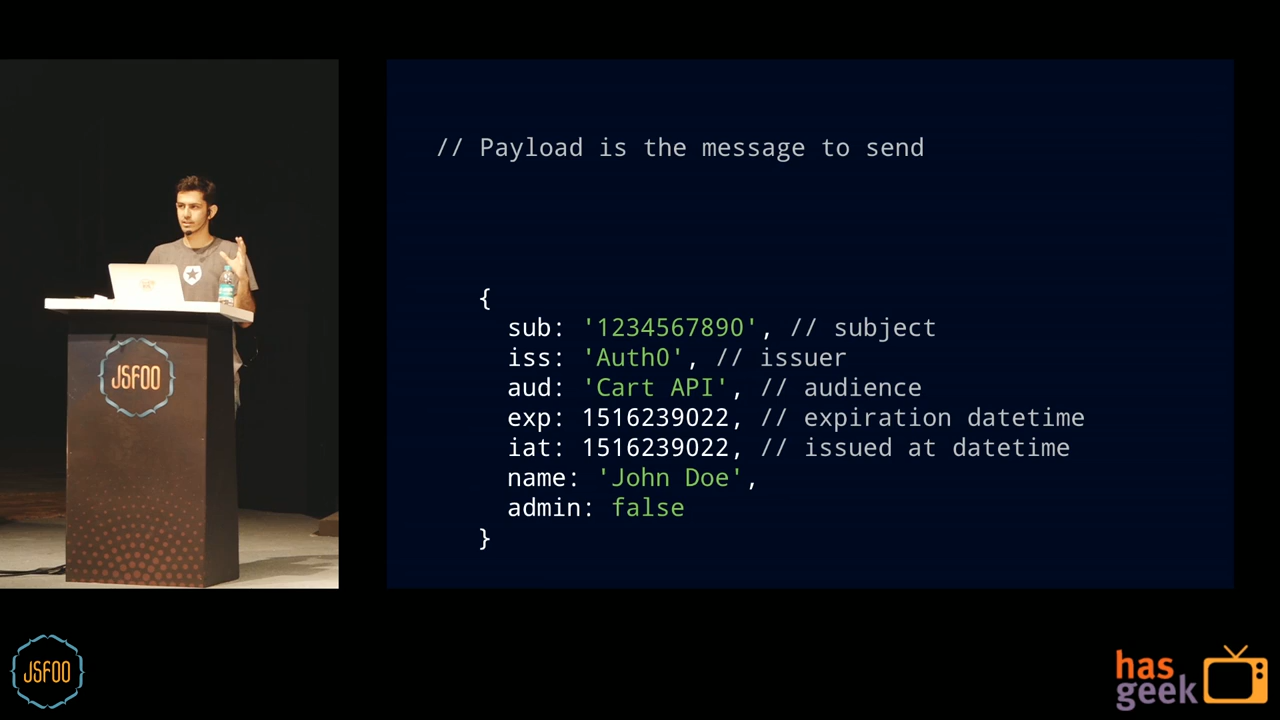 // Payload is the message to send
{
sub: '1234567890', // subject
iss: 'Auth0', // issuer
aud: 'Cart API', // audience
exp: 1516239022, // expiration datetime
iat: 1516239022, // issued at datetime
name: 'John Doe',
admin: false
}
JSFOO
JSFOO
has
geek